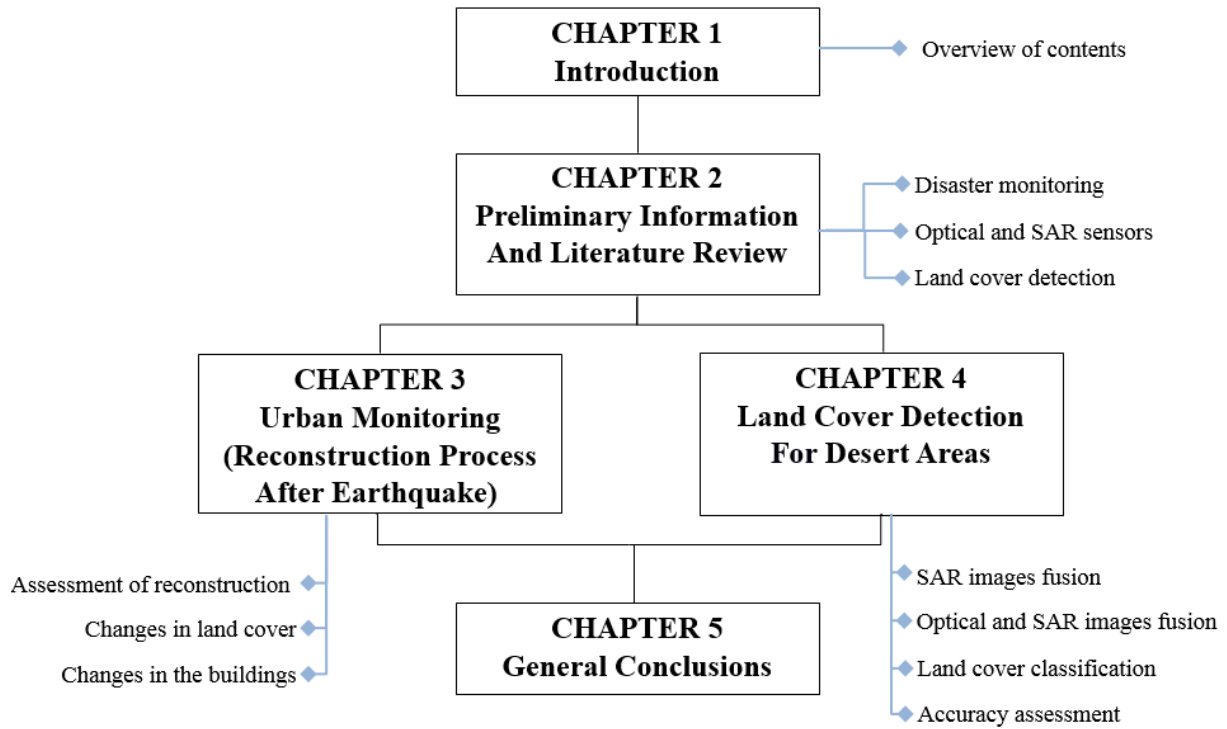 CHAPTER 1
Introduction
Overview of contents
CHAPTER 2
Preliminary Information
And Literature Review
Disaster monitoring
Optical and SAR sensors
Land cover detection
CHAPTER 3
Urban Monitoring
(Reconstruction Process
After Earthquake)
CHAPTER 4
Land Cover Detection
For Desert Areas
Assessment of reconstruction
Changes in land cover
Changes in the buildings
SAR images fusion
Optical and SAR images fusion
Land cover classification
Accuracy assessment
CHAPTER 5
General Conclusions